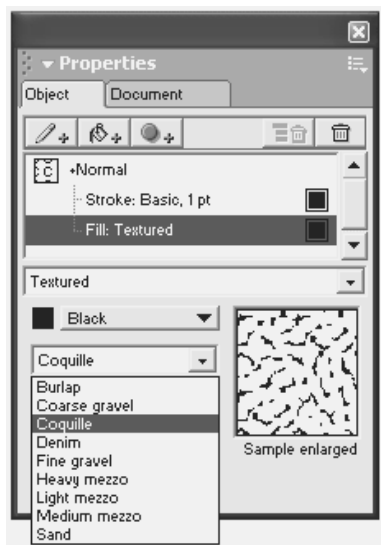 Properties
Object Document
C +Normal
Stroke: Basic, 1 pt
Fill: Textured
Textured
Black
Coquille
Burlap
Coarse gravel
Coquille
Denim
Fine gravel
Heavy mezzo
Light mezzo
Medium mezzo
Sand
Sample enlarged